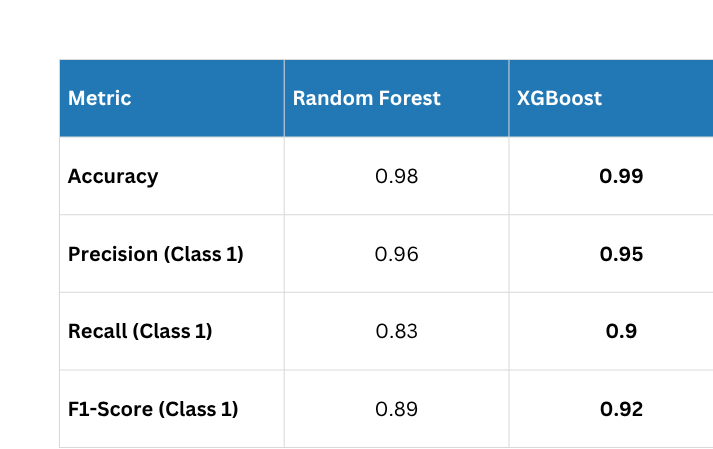 Metric Random Forest XGBoost
Accuracy 0.98 0.99
Precision (Class 1) 0.96 0.95
Recall (Class 1) 0.83 0.9
F1-Score (Class 1) 0.89 0.92